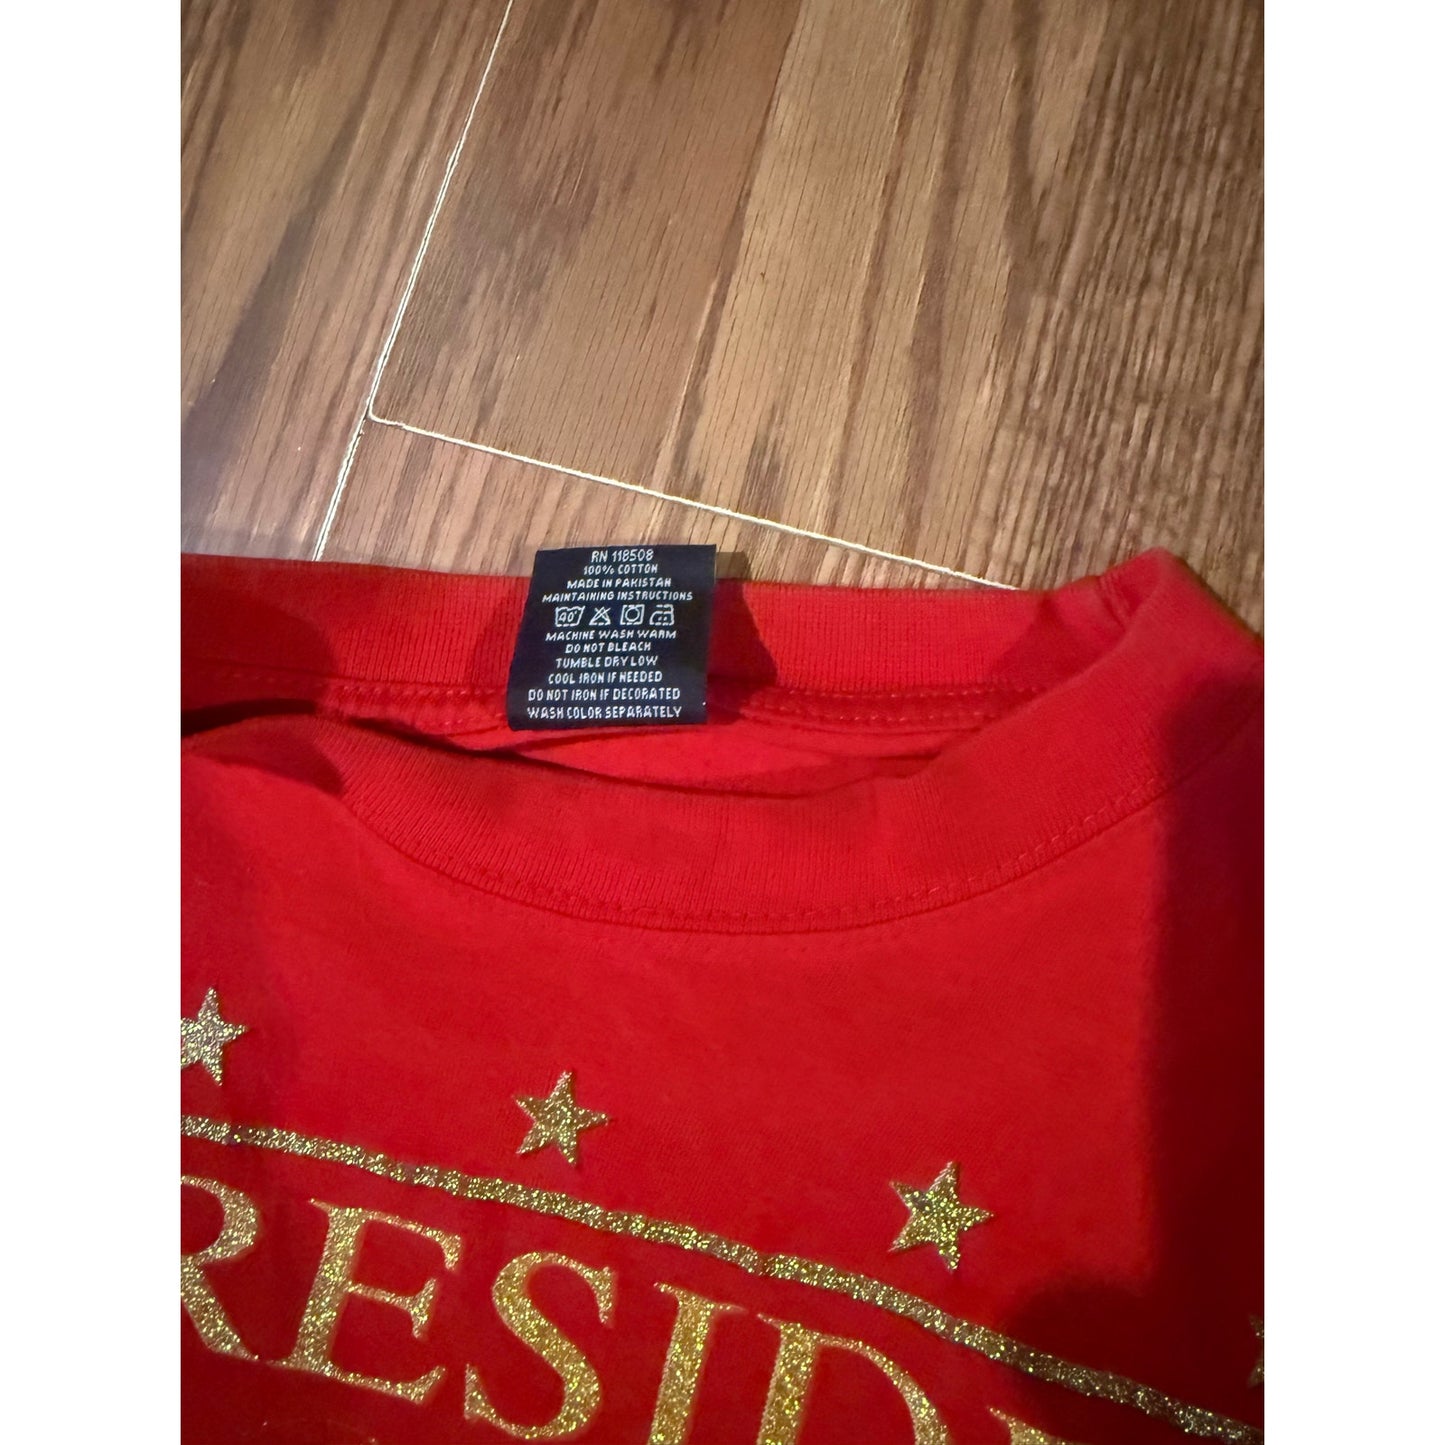 RN 118508
100% COTTON
MADE IN PAKISTAN
MAINTAINING INSTRUCTIONS
40°
MACHINE WASH WARM
DO NOT BLEACH
TUMBLE DRY LOW
COOL IRON IF NEEDED
DO NOT IRON IF DECORATED
WASH COLOR SEPARATELY
RESID